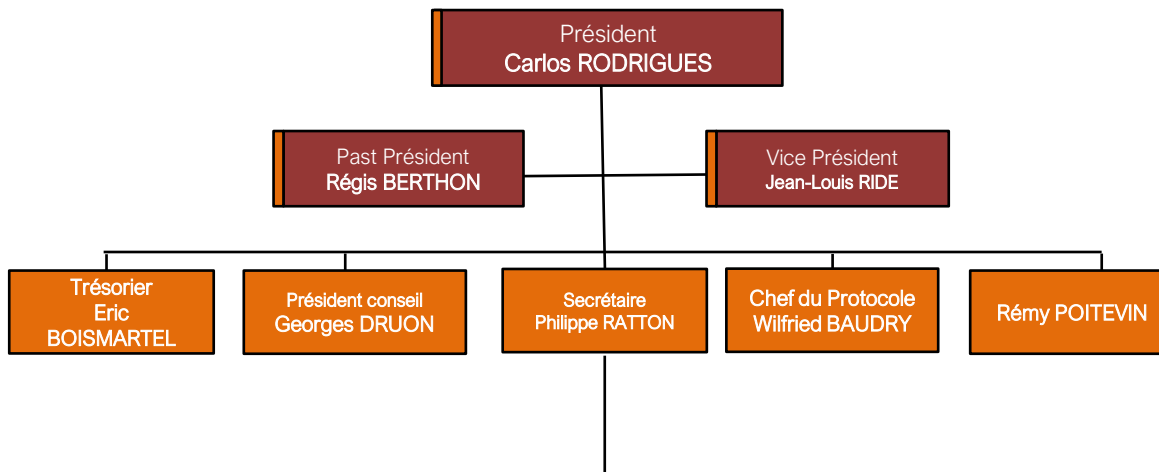 Président
Carlos RODRIGUES
Past Président
Régis BERTHON
Vice Président
Jean-Louis RIDE
Trésorier
Eric
BOISMARTEL
Président conseil
Georges DRUON
Secrétaire
Philippe RATTON
Chef du Protocole
Wilfried BAUDRY
Rémy POITEVIN